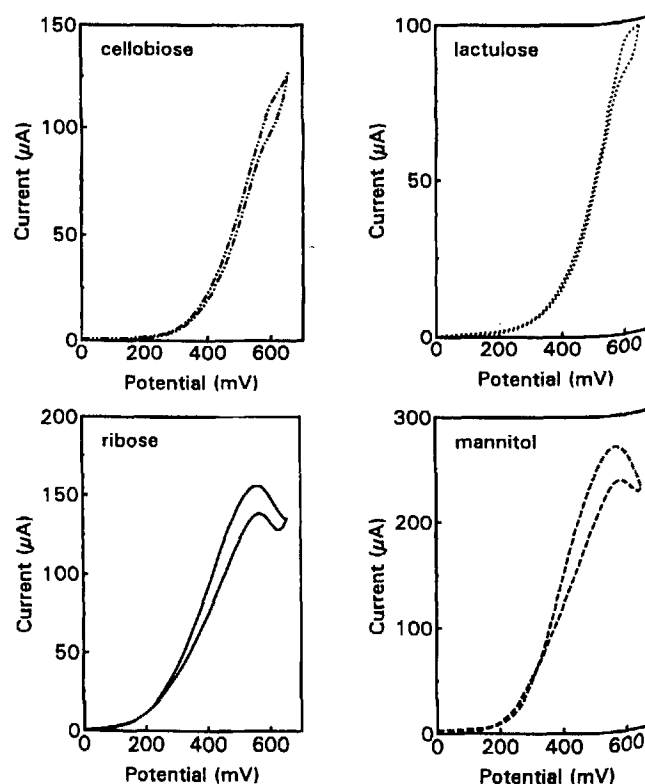 150
cellobiose
100
50
0
Current (µA)
0 200 400 600
Potential (mV)
100
lactulose
50
0
Current (µA)
0 200 400 600
Potential (mV)
200
ribose
150
100
50
0
Current (µA)
0 200 400 600
Potential (mV)
300
mannitol
200
100
0
Current (µA)
0 200 400 600
Potential (mV)